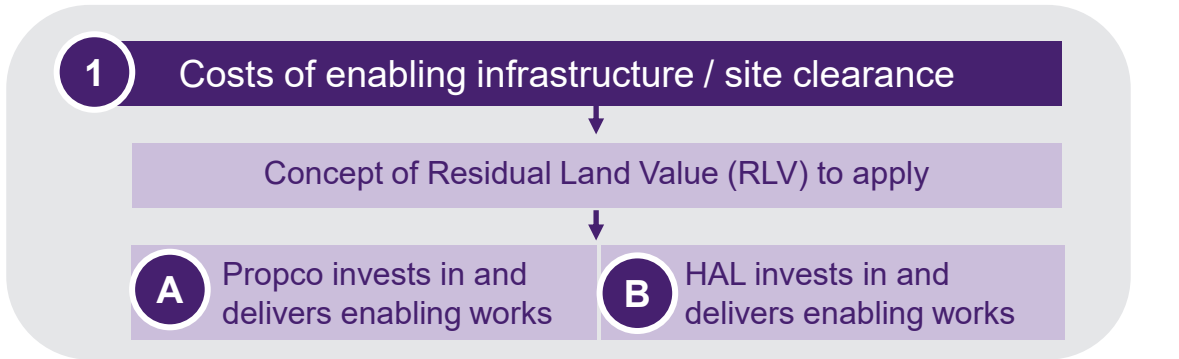 1
Costs of enabling infrastructure / site clearance
Concept of Residual Land Value (RLV) to apply
A
Propco invests in and
delivers enabling works
B
HAL invests in and
delivers enabling works